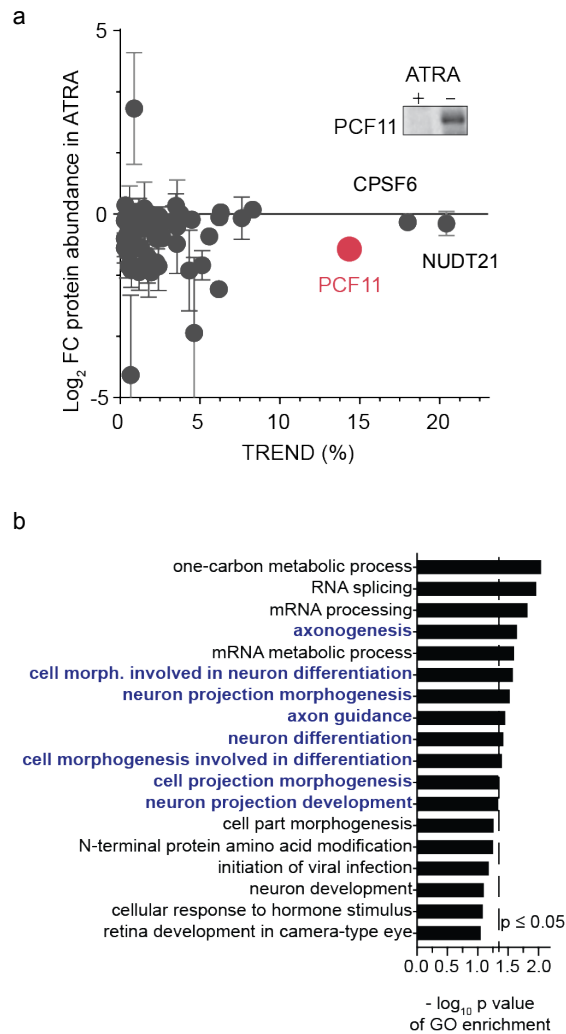 a
5
0
-5
Log2 FC protein abundance in ATRA
ATRA
+ –
PCF11
CPSF6
NUDT21
PCF11
0 5 10 15 20
TREND (%)
b
one-carbon metabolic process
RNA splicing
mRNA processing
axonogenesis
mRNA metabolic process
cell morph. involved in neuron differentiation
neuron projection morphogenesis
axon guidance
neuron differentiation
cell morphogenesis involved in differentiation
cell projection morphogenesis
neuron projection development
cell part morphogenesis
N-terminal protein amino acid modification
initiation of viral infection
neuron development
cellular response to hormone stimulus
retina development in camera-type eye
p ≤ 0.05
0.0 0.5 1.0 1.5 2.0
- log10 p value
of GO enrichment